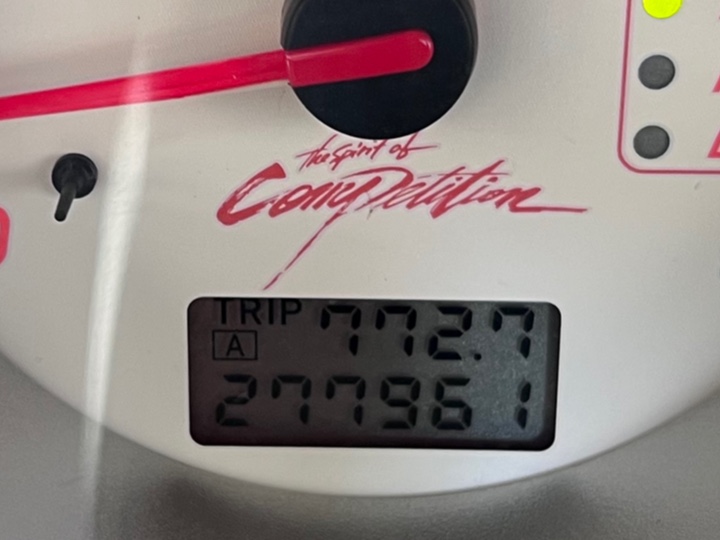 the spirit of
Competition
TRIP 772.7
A
277961